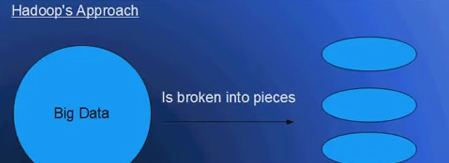 Hadoop's Approach
Is broken into pieces
Big Data